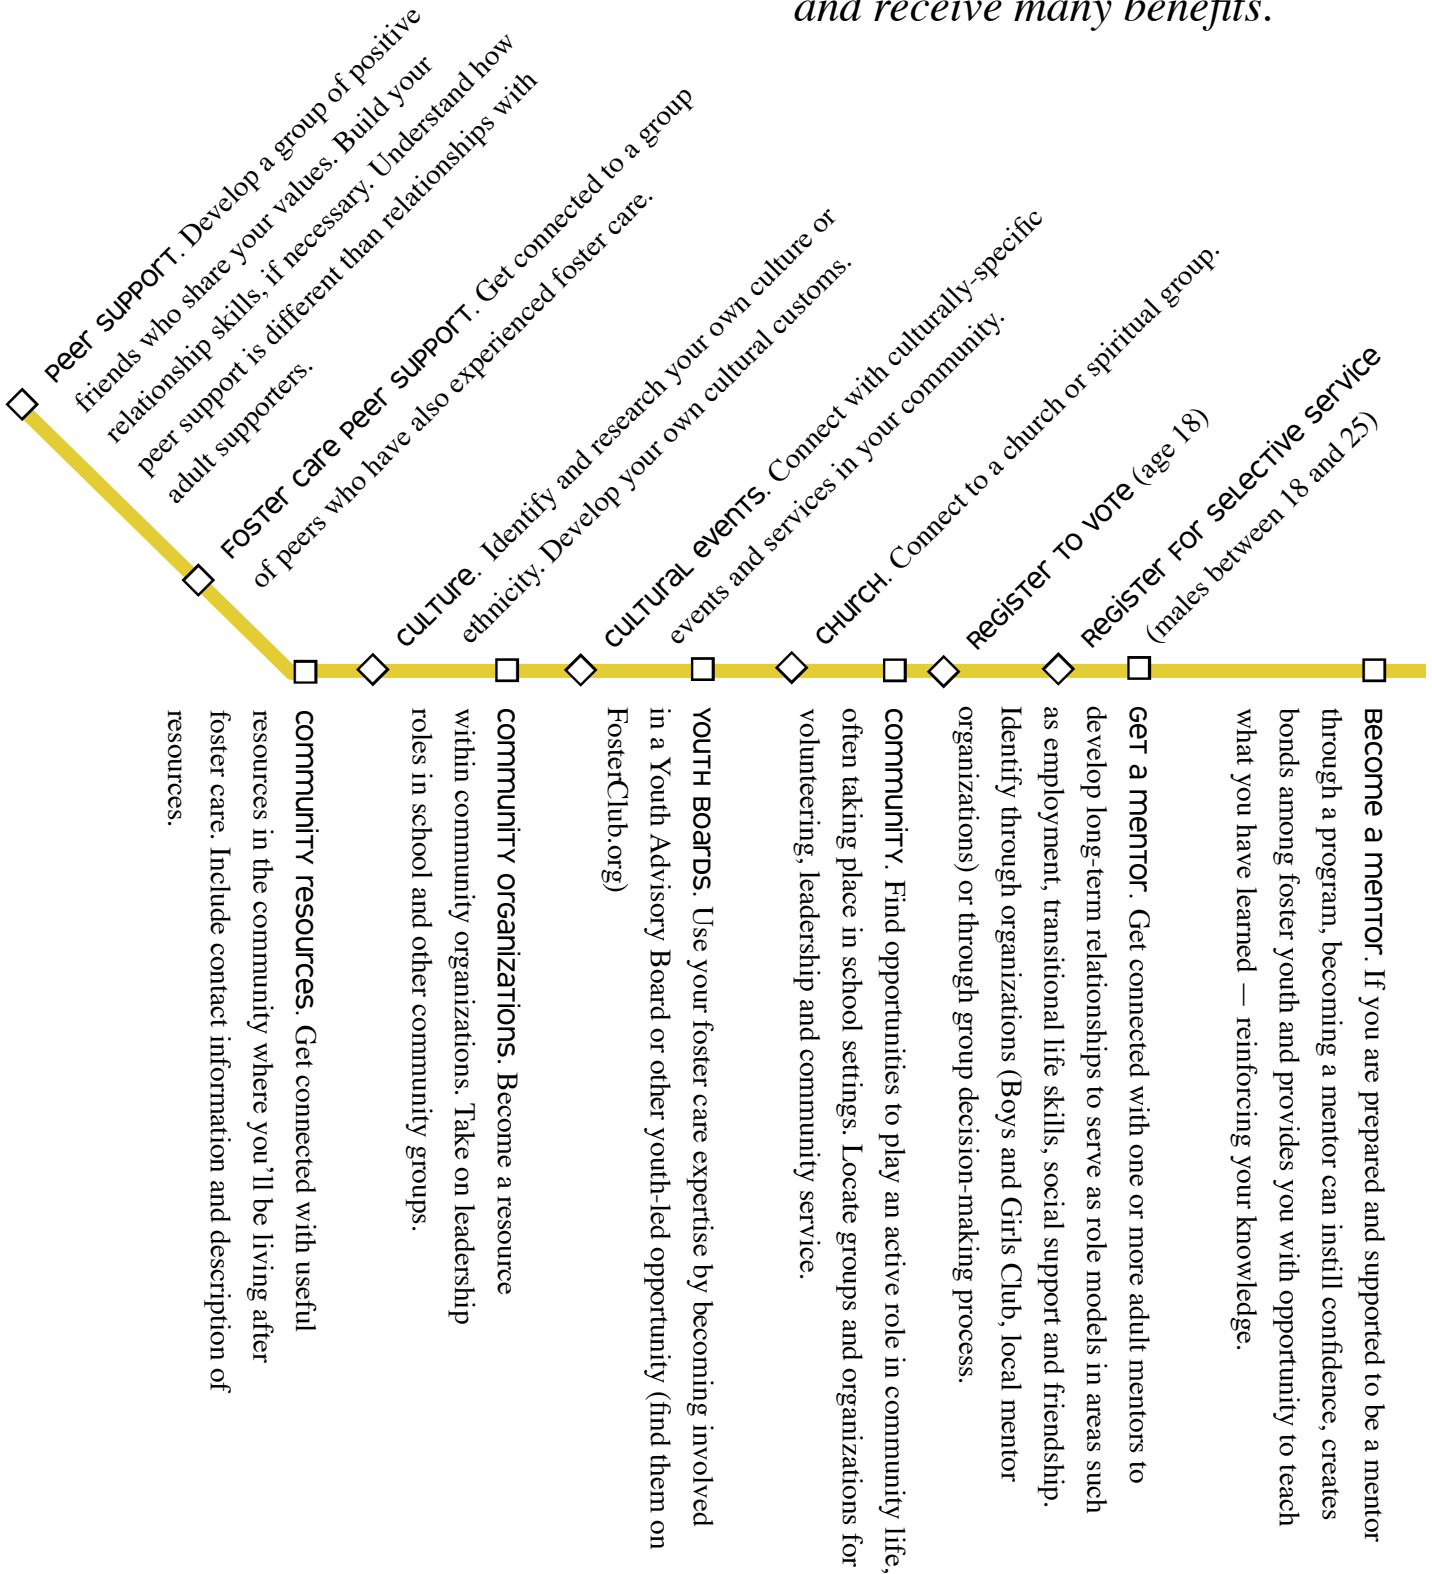 and receive many benefits.
Peer support. Develop a group of positive
friends who share your values. Build your
relationship skills, if necessary. Understand how
peer support is different than relationships with
adult supporters.
Foster care peer support. Get connected to a group
of peers who have also experienced foster care.
Culture. Identify and research your own culture or
ethnicity. Develop your own cultural customs.
Cultural events. Connect with culturally-specific
events and services in your community.
Church. Connect to a church or spiritual group.
Register to vote (age 18)
Register for selective service
(males between 18 and 25)
Community resources. Get connected with useful
resources in the community where you’ll be living after
foster care. Include contact information and description of
resources.
Community organizations. Become a resource
within community organizations. Take on leadership
roles in school and other community groups.
Youth boards. Use your foster care expertise by becoming involved
in a Youth Advisory Board or other youth-led opportunity (find them on
FosterClub.org)
Community. Find opportunities to play an active role in community life,
often taking place in school settings. Locate groups and organizations for
volunteering, leadership and community service.
Get a mentor. Get connected with one or more adult mentors to
develop long-term relationships to serve as role models in areas such
as employment, transitional life skills, social support and friendship.
Identify through organizations (Boys and Girls Club, local mentor
organizations) or through group decision-making process.
Become a mentor. If you are prepared and supported to be a mentor
through a program, becoming a mentor can instill confidence, creates
bonds among foster youth and provides you with opportunity to teach
what you have learned — reinforcing your knowledge.